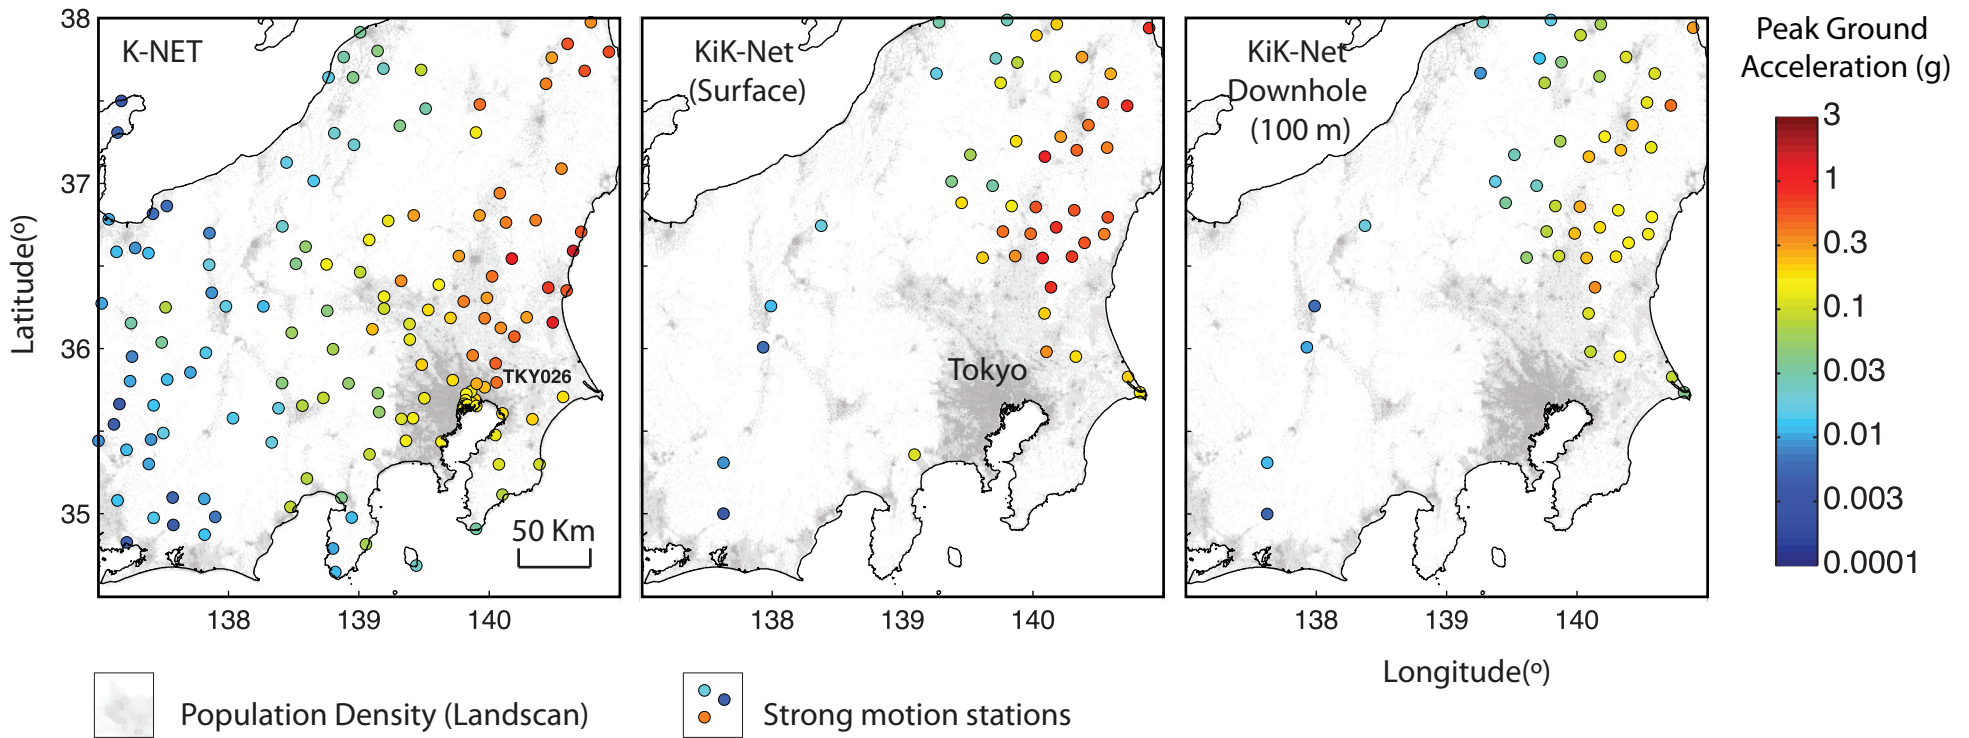 K-NET
KiK-Net
(Surface)
KiK-Net
Downhole
(100 m)
Peak Ground
Acceleration (g)
3
1
0.3
0.1
0.03
0.01
0.003
0.0001
Latitude(º)
38
37
36
35
TKY026
Tokyo
50 Km
138
139
140
138
139
140
138
139
140
Longitude(º)
Population Density (Landscan)
Strong motion stations